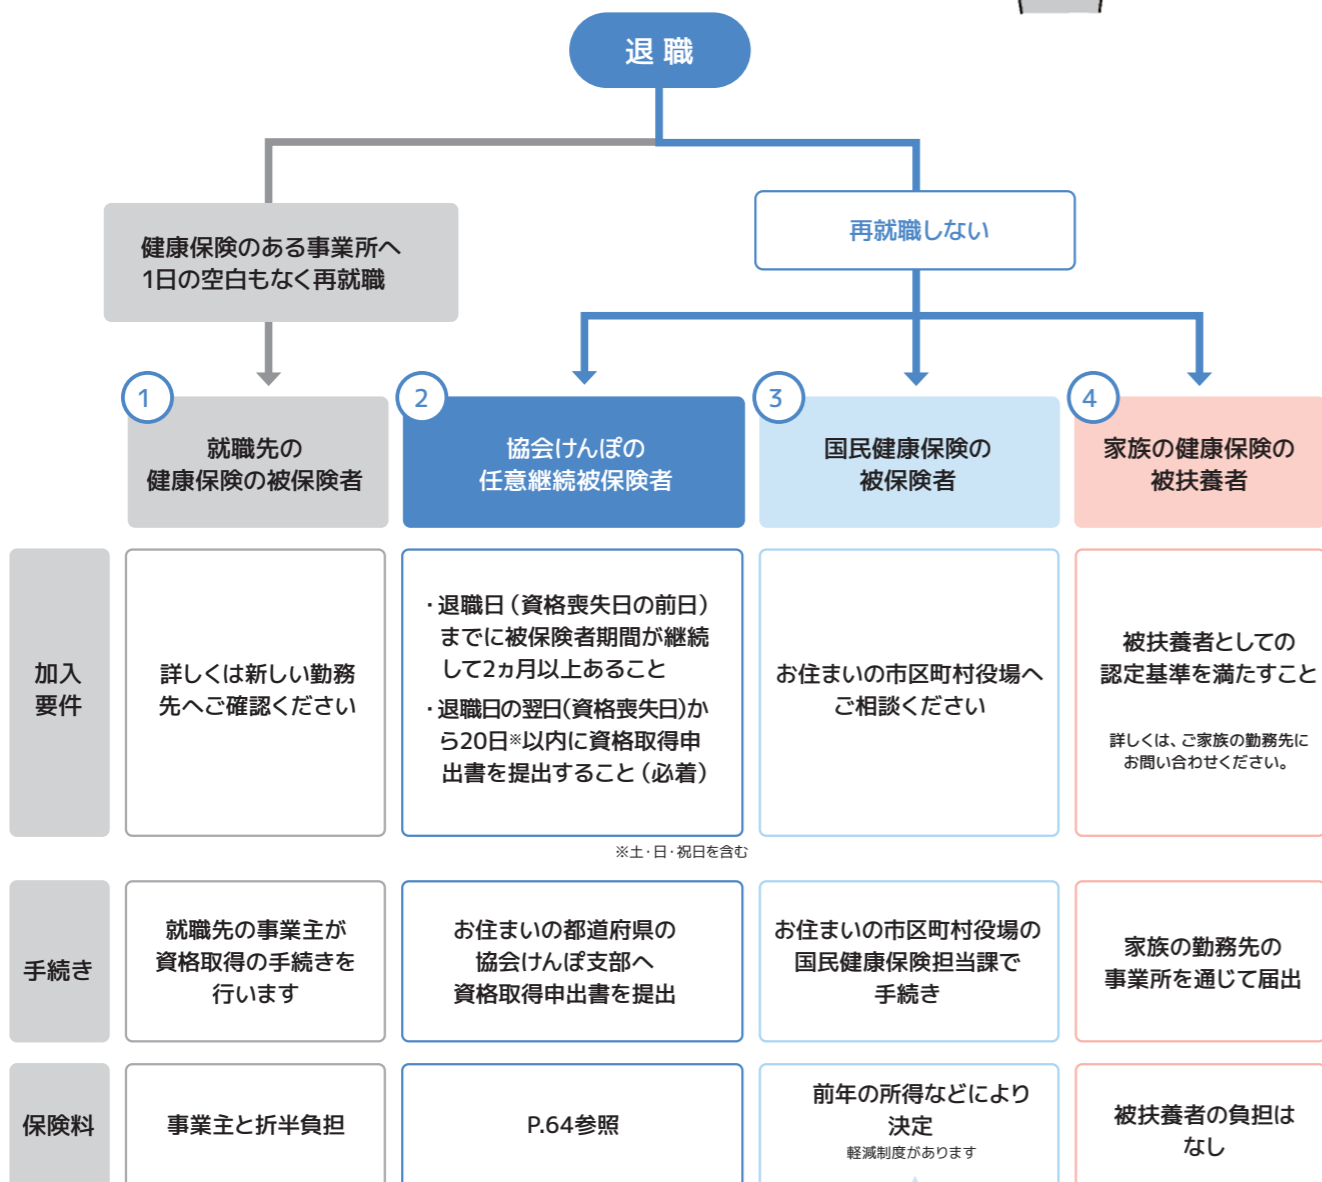 退職
健康保険のある事業所へ
1日の空白もなく再就職
再就職しない
1
就職先の
健康保険の被保険者
2
協会けんぽの
任意継続被保険者
3
国民健康保険の
被保険者
4
家族の健康保険の
被扶養者
加入
要件
詳しくは新しい勤務
先へご確認ください
・退職日（資格喪失日の前日）
までに被保険者期間が継続
して2ヵ月以上あること
・退職日の翌日(資格喪失日)か
ら20日※以内に資格取得申
出書を提出すること（必着）
※土・日・祝日を含む
お住まいの市区町村役場へ
ご相談ください
被扶養者としての
認定基準を満たすこと
詳しくは、ご家族の勤務先に
お問い合わせください。
手続き
就職先の事業主が
資格取得の手続きを
行います
お住まいの都道府県の
協会けんぽ支部へ
資格取得申出書を提出
お住まいの市区町村役場の
国民健康保険担当課で
手続き
家族の勤務先の
事業所を通じて届出
保険料
事業主と折半負担
P.64参照
前年の所得などにより
決定
軽減制度があります
被扶養者の負担は
なし